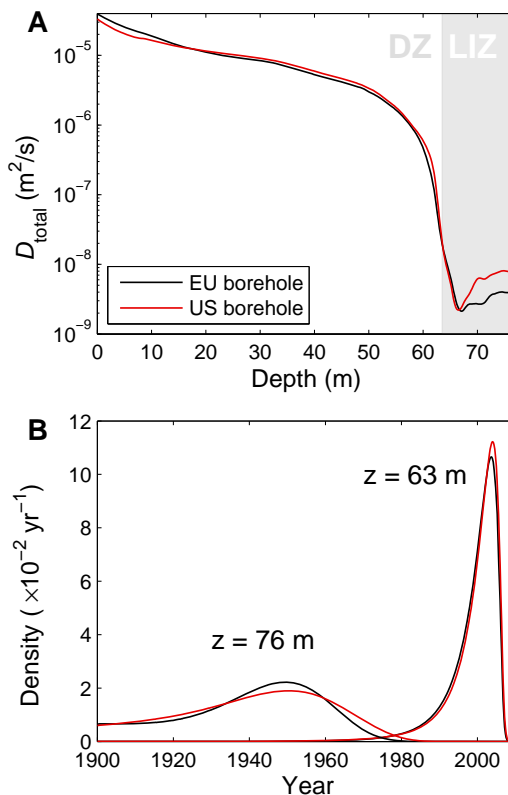 A
DZ LIZ
10⁻⁵
10⁻⁶
10⁻⁷
10⁻⁸
10⁻⁹
D_total (m²/s)
EU borehole
US borehole
0 10 20 30 40 50 60 70
Depth (m)
B
12
10
8
6
4
2
0
Density (×10⁻² yr⁻¹)
z = 63 m
z = 76 m
1900 1920 1940 1960 1980 2000
Year